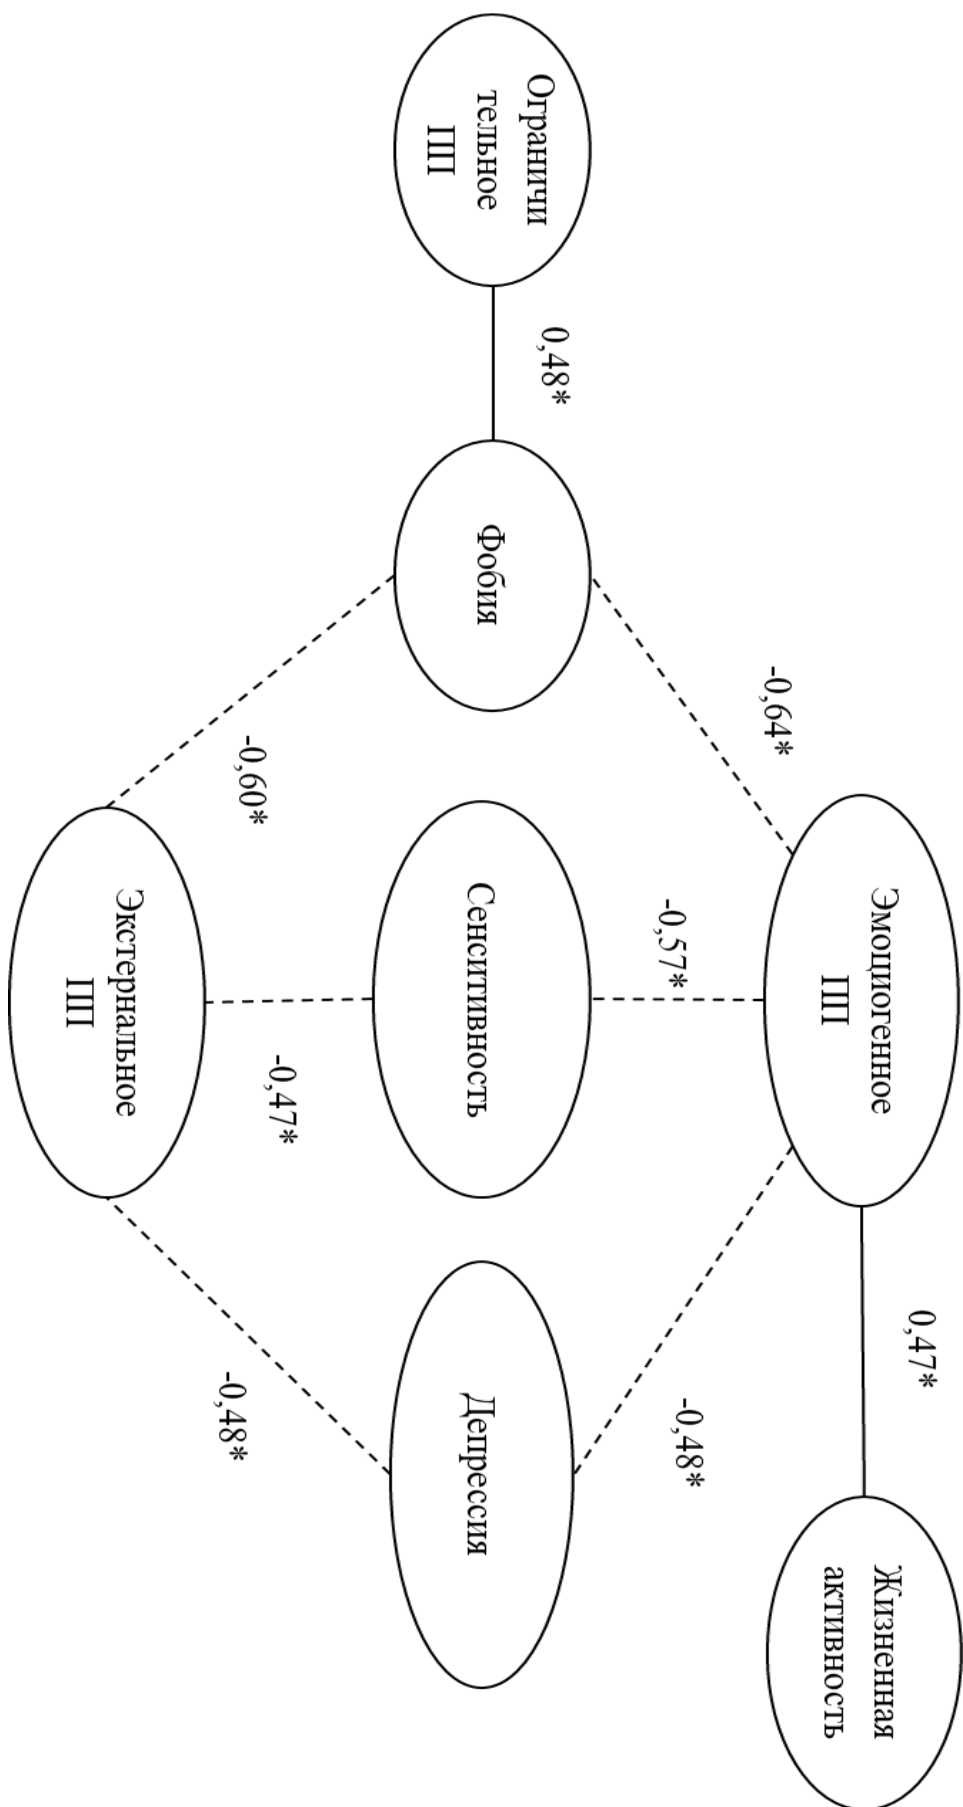 Эмоциогенное
ПП
0,47*
Жизненная
активность
-0,64*
-0,57*
-0,48*
Ограничи
тельное
ПП
0,48*
Фобия
Сенситивность
Депрессия
-0,60*
-0,47*
-0,48*
Экстернальное
ПП